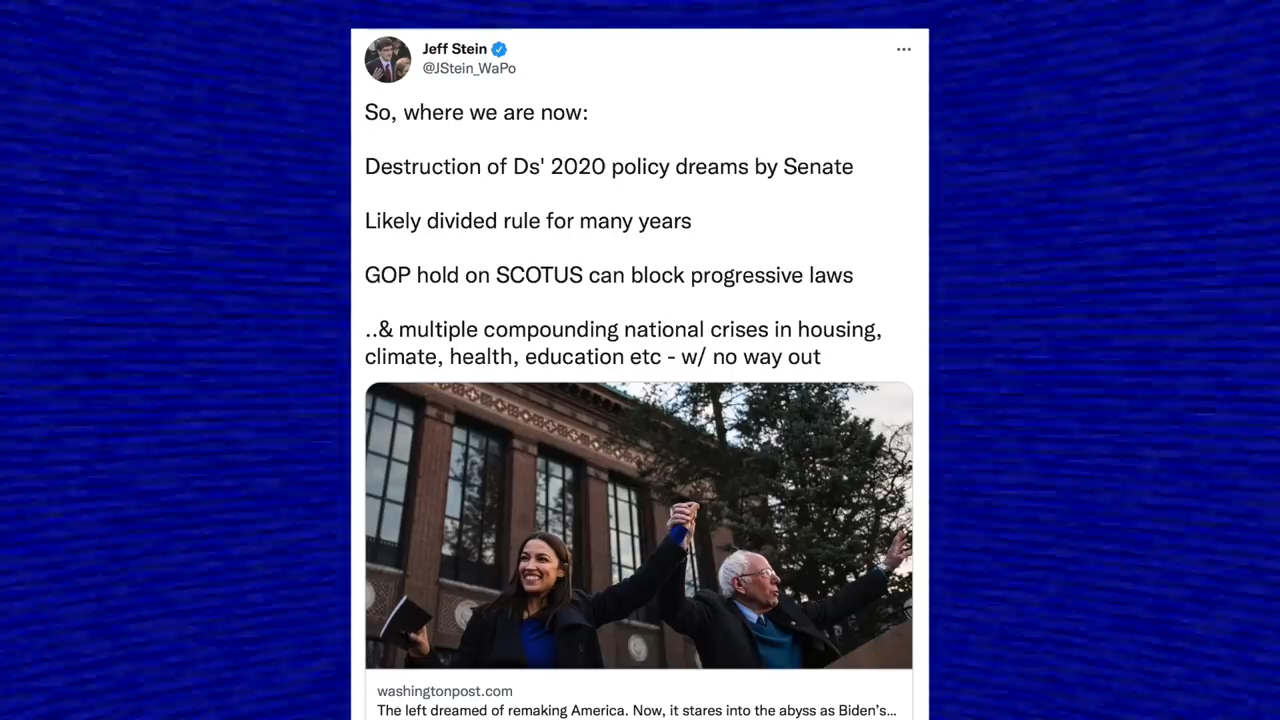 Jeff Stein
@JStein_WaPo
So, where we are now:
Destruction of Ds' 2020 policy dreams by Senate
Likely divided rule for many years
GOP hold on SCOTUS can block progressive laws
..& multiple compounding national crises in housing,
climate, health, education etc - w/ no way out
washingtonpost.com
The left dreamed of remaking America. Now, it stares into the abyss as Biden’s...